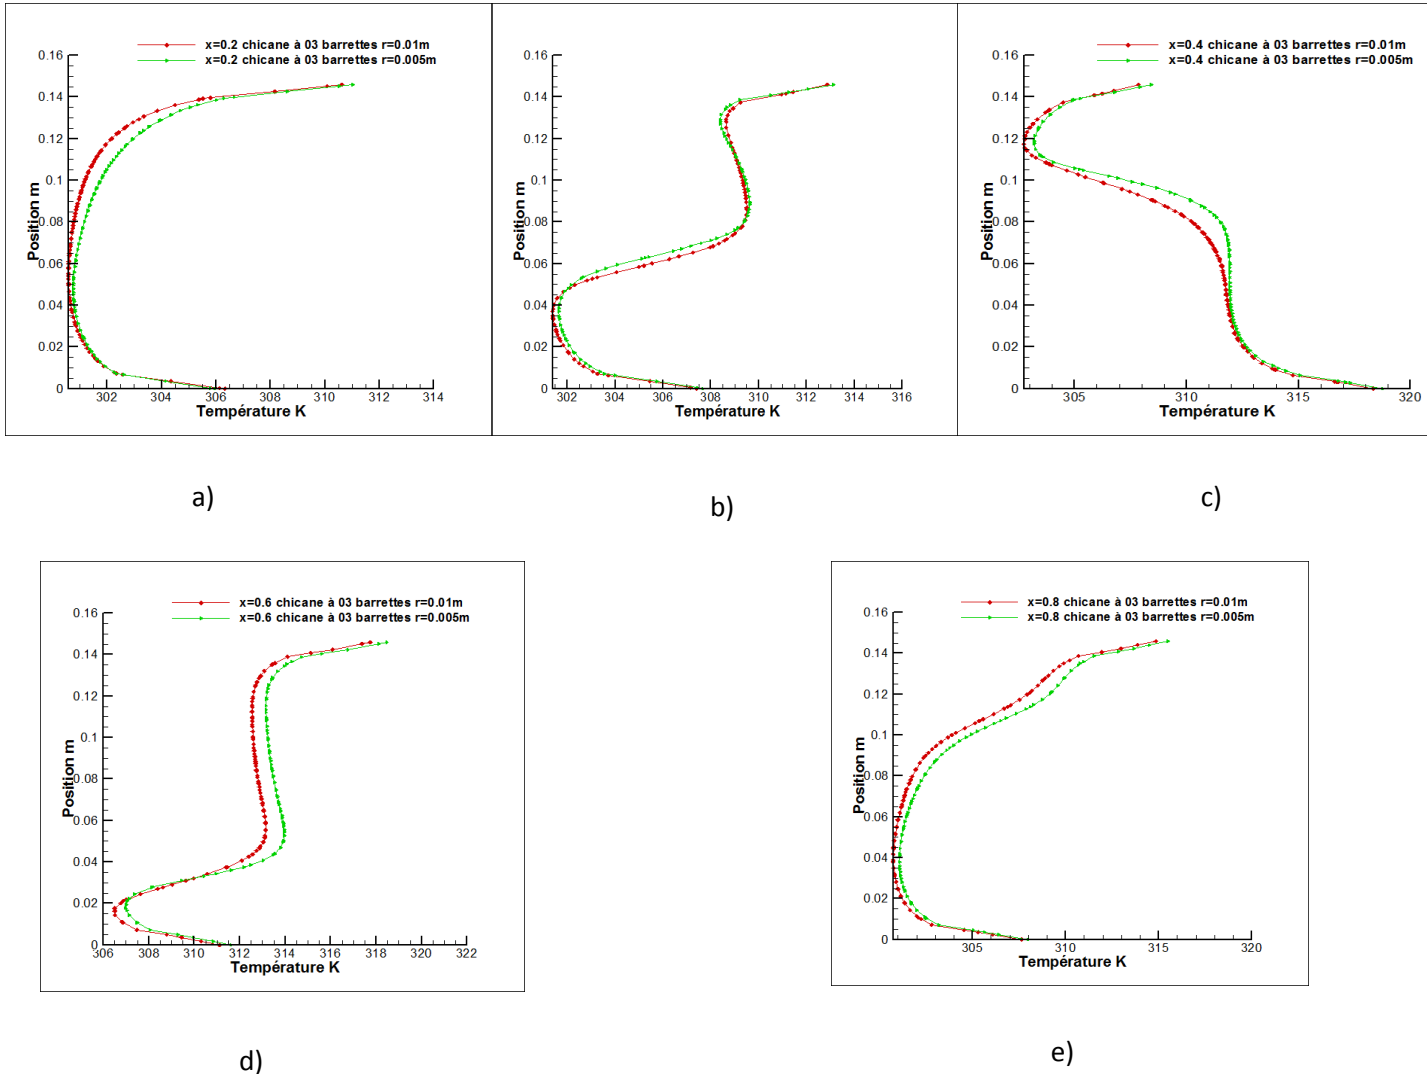 x=0.2 chicane à 03 barrettes r=0.01m
x=0.2 chicane à 03 barrettes r=0.005m
0.16
0.14
0.12
0.1
0.08
0.06
0.04
0.02
0
Position m
302 304 306 308 310 312 314
Température K
0.16
0.14
0.12
0.1
0.08
0.06
0.04
0.02
0
Position m
302 304 306 308 310 312 314 316
Température K
x=0.4 chicane à 03 barrettes r=0.01m
x=0.4 chicane à 03 barrettes r=0.005m
0.16
0.14
0.12
0.1
0.08
0.06
0.04
0.02
0
Position m
305 310 315 320
Température K
a)
b)
c)
x=0.6 chicane à 03 barrettes r=0.01m
x=0.6 chicane à 03 barrettes r=0.005m
0.16
0.14
0.12
0.1
0.08
0.06
0.04
0.02
0
Position m
306 308 310 312 314 316 318 320 322
Température K
x=0.8 chicane à 03 barrettes r=0.01m
x=0.8 chicane à 03 barrettes r=0.005m
0.16
0.14
0.12
0.1
0.08
0.06
0.04
0.02
0
Position m
305 310 315 320
Température K
d)
e)